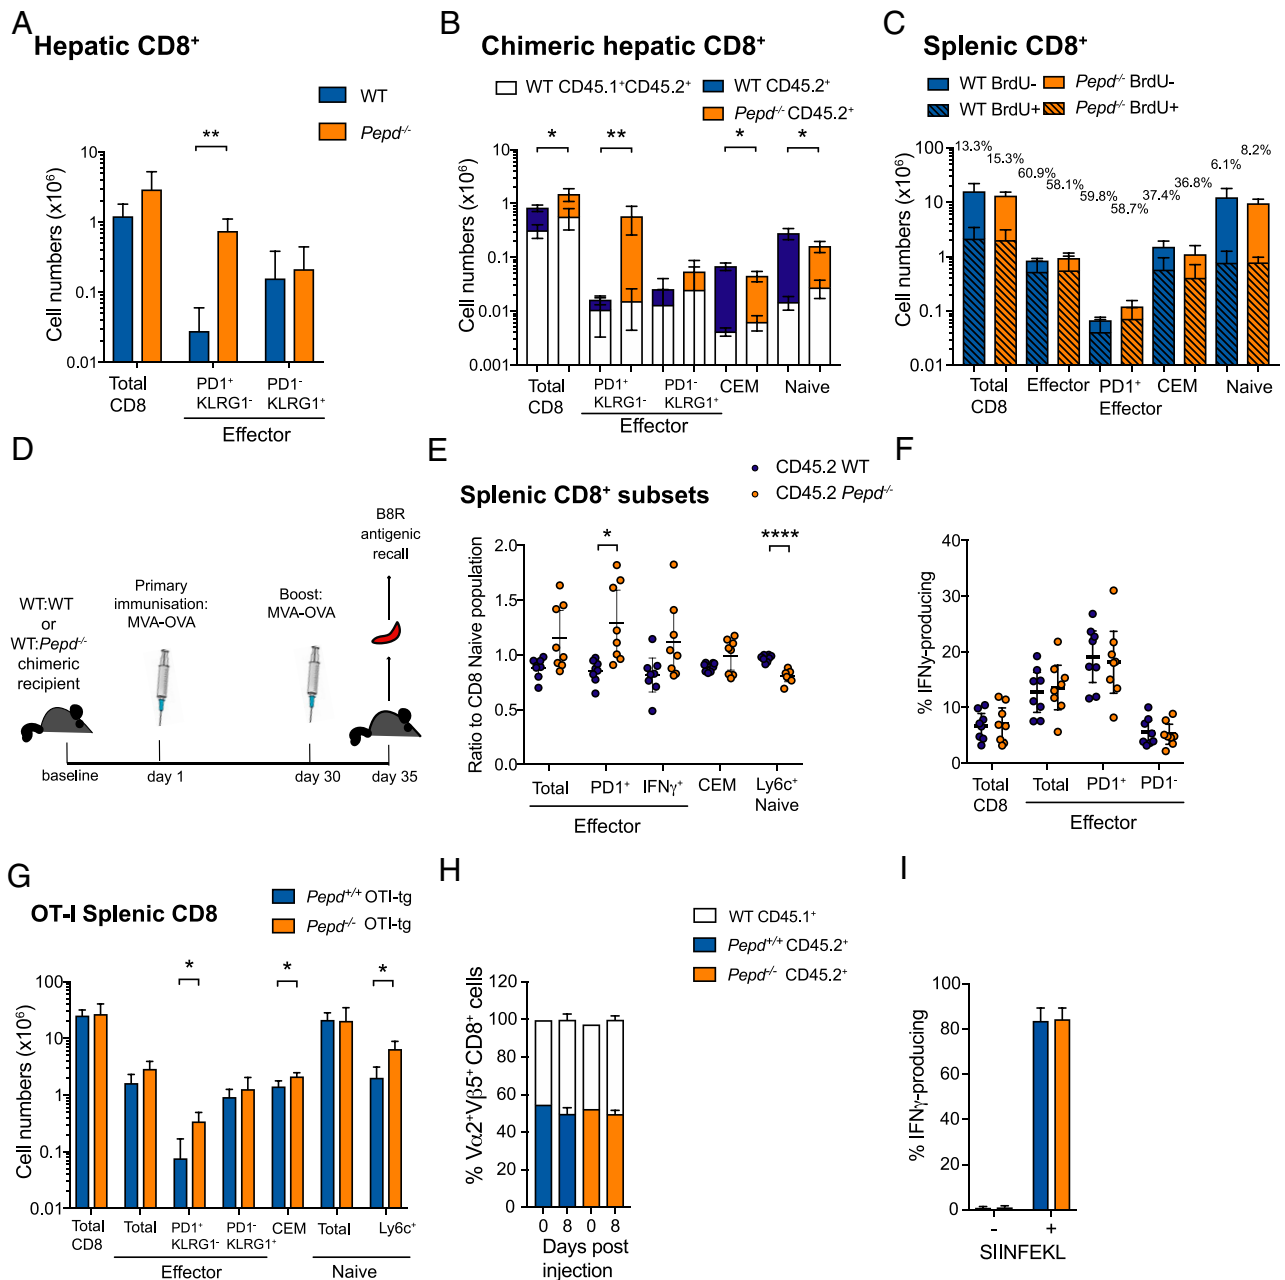 A
Hepatic CD8⁺
WT
Pepd⁻/⁻
**
Cell numbers (x10⁶)
10
1
0.1
0.01
Total
CD8
PD1⁺
KLRG1⁻
PD1⁻
KLRG1⁺
Effector
B
Chimeric hepatic CD8⁺
WT CD45.1⁺CD45.2⁺
WT CD45.2⁺
Pepd⁻/⁻ CD45.2⁺
*
**
*
*
Cell numbers (x10⁶)
10
1
0.1
0.01
0.001
Total
CD8
PD1⁺
KLRG1⁻
PD1⁻
KLRG1⁺
CEM
Naive
Effector
C
Splenic CD8⁺
WT BrdU-
Pepd⁻/⁻ BrdU-
WT BrdU+
Pepd⁻/⁻ BrdU+
13.3%
15.3%
60.9%
58.1%
59.8%
58.7%
37.4%
36.8%
6.1%
8.2%
Cell numbers (x10⁶)
100
10
1
0.1
0.01
Total
CD8
Effector
PD1⁺
Effector
CEM
Naive
D
WT:WT
or
WT:Pepd⁻/⁻
chimeric
recipient
Primary
immunisation:
MVA-OVA
Boost:
MVA-OVA
B8R
antigenic
recall
baseline
day 1
day 30
day 35
E
CD45.2 WT
CD45.2 Pepd⁻/⁻
Splenic CD8⁺ subsets
*
****
Ratio to CD8 Naive population
2.0
1.5
1.0
0.5
0.0
Total
PD1⁺
IFNγ⁺
CEM
Ly6c⁺
Naive
Effector
F
% IFNγ-producing
40
30
20
10
0
Total
CD8
Total
PD1⁺
PD1⁻
Effector
G
OT-I Splenic CD8
Pepd⁺/⁺ OTI-tg
Pepd⁻/⁻ OTI-tg
*
*
*
Cell numbers (x10⁶)
100
10
1
0.1
0.01
Total
CD8
Total
PD1⁺
KLRG1⁻
PD1⁻
KLRG1⁺
CEM
Total
Ly6c⁺
Effector
Naive
H
WT CD45.1⁺
Pepd⁺/⁺ CD45.2⁺
Pepd⁻/⁻ CD45.2⁺
% Vα2⁺Vβ5⁺ CD8⁺ cells
120
100
80
60
40
20
0
0 8 0 8
Days post
injection
I
% IFNγ-producing
100
80
60
40
20
0
- +
SIINFEKL